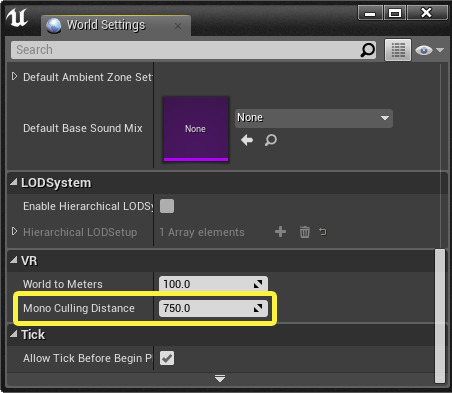 World Settings
Search
Default Ambient Zone Set
Default Base Sound Mix
None
None
LODSystem
Enable Hierarchical LODSy
Hierarchical LODSetup
1 Array elements
VR
World to Meters
100.0
Mono Culling Distance
750.0
Tick
Allow Tick Before Begin P